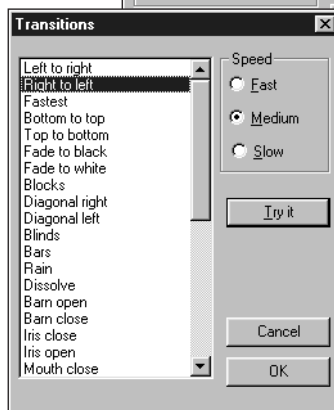 Transitions
Left to right
Right to left
Fastest
Bottom to top
Top to bottom
Fade to black
Fade to white
Blocks
Diagonal right
Diagonal left
Blinds
Bars
Rain
Dissolve
Barn open
Barn close
Iris close
Iris open
Mouth close
Speed
Fast
Medium
Slow
Try it
Cancel
OK